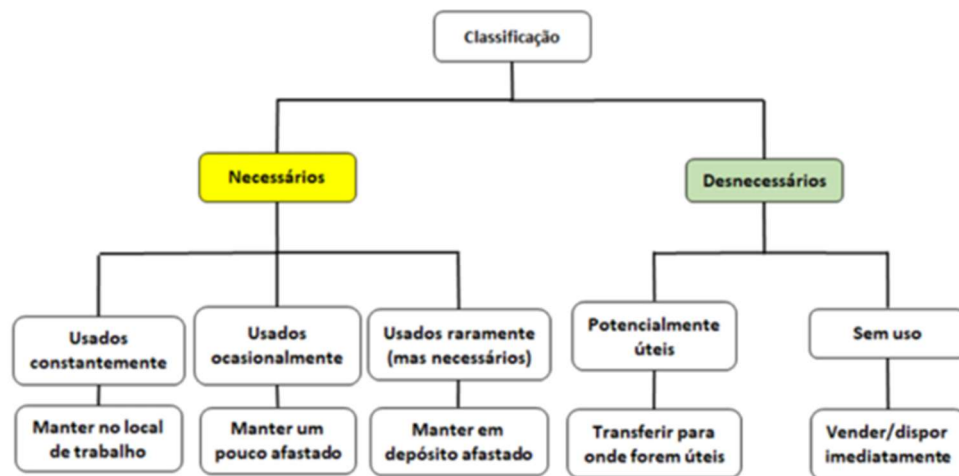 Classificação
Necessários
Desnecessários
Usados
constantemente
Usados
ocasionalmente
Usados raramente
(mas necessários)
Potencialmente
úteis
Sem uso
Manter no local
de trabalho
Manter um
pouco afastado
Manter em
depósito afastado
Transferir para
onde forem úteis
Vender/dispor
imediatamente